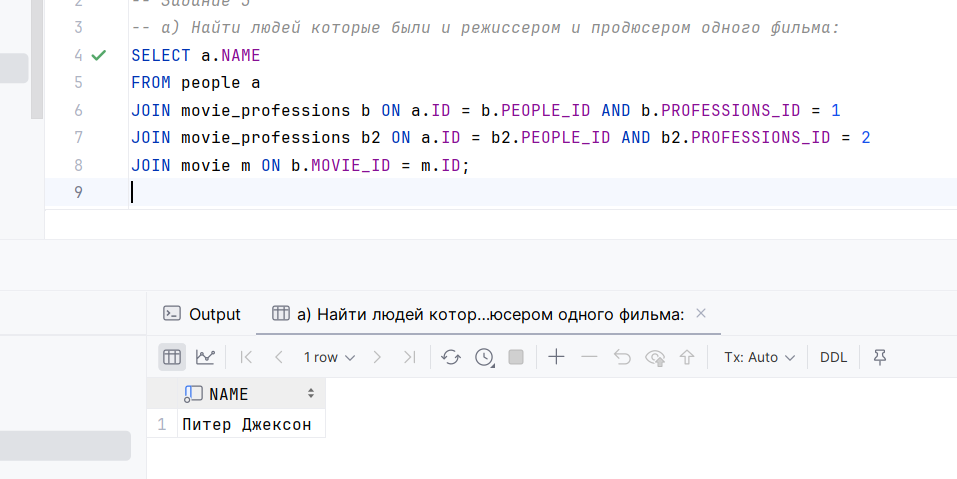 2 -- Задание 5
3 -- а) Найти людей которые были и режиссером и продюсером одного фильма:
4 SELECT a.NAME
5 FROM people a
6 JOIN movie_professions b ON a.ID = b.PEOPLE_ID AND b.PROFESSIONS_ID = 1
7 JOIN movie_professions b2 ON a.ID = b2.PEOPLE_ID AND b2.PROFESSIONS_ID = 2
8 JOIN movie m ON b.MOVIE_ID = m.ID;
9
Output а) Найти людей котор...юсером одного фильма:
1 row Tx: Auto DDL
NAME
1 Питер Джексон